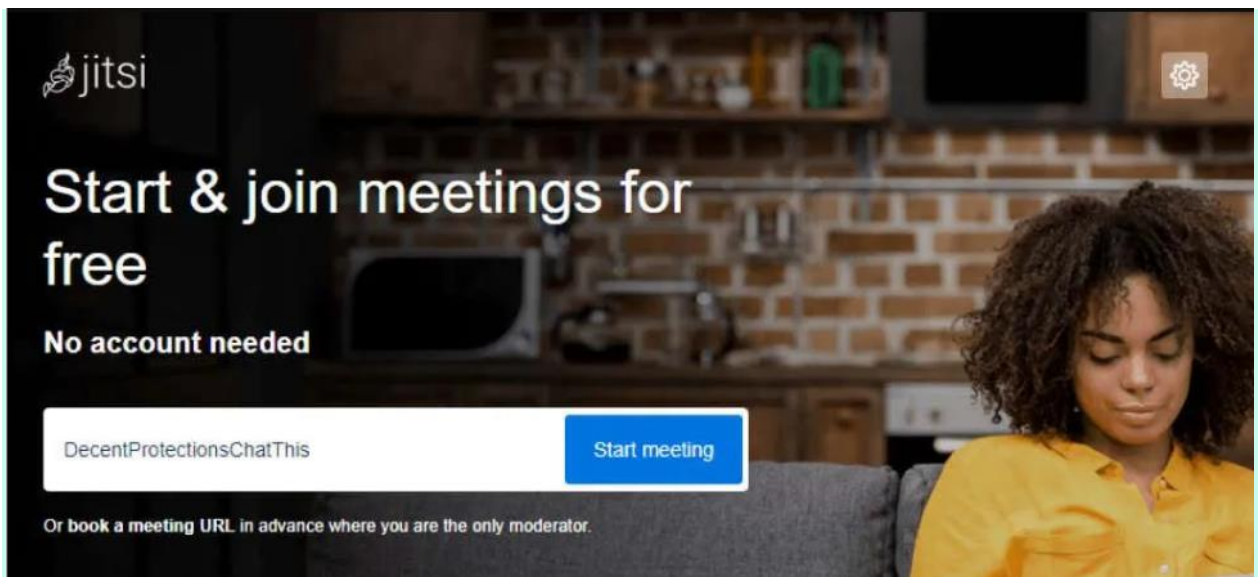 jitsi
Start & join meetings for
free
No account needed
DecentProtectionsChatThis
Start meeting
Or book a meeting URL in advance where you are the only moderator.